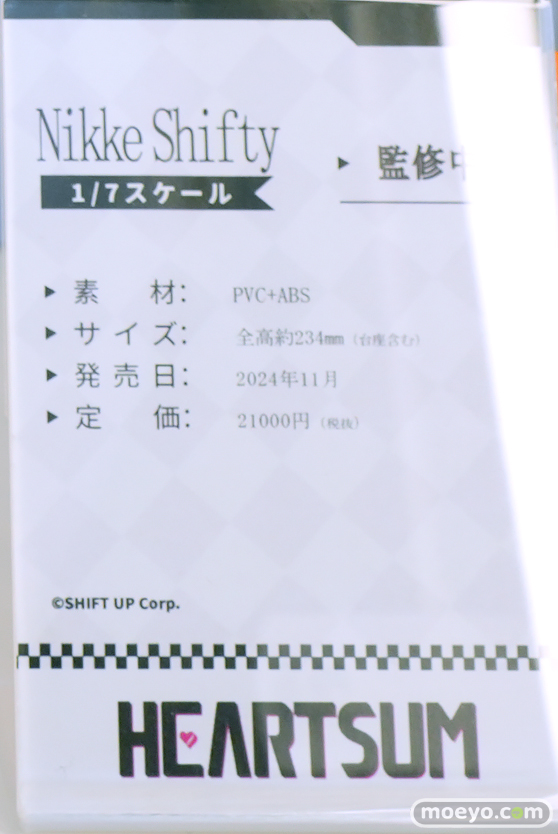 Nikke Shifty
1/7スケール
▶ 監修中
▶ 素 材: PVC+ABS
▶ サイズ: 全高約234mm (台座含む)
▶ 発売日: 2024年11月
▶ 定 価: 21000円 (税抜)
©SHIFT UP Corp.
HEARTSUM
moeyo.com